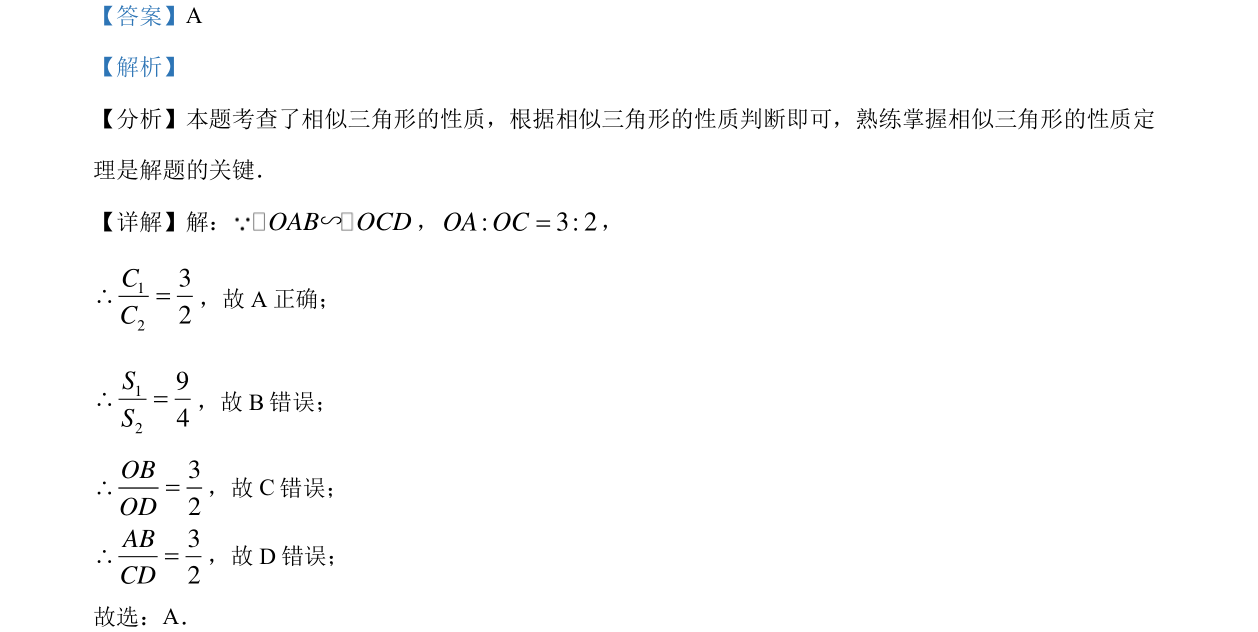 【答案】A
【解析】
【分析】本题考查了相似三角形的性质，根据相似三角形的性质判断即可，熟练掌握相似三角形的性质定
理是解题的关键．
【详解】解：∵□OAB∽□OCD，OA:OC=3:2，
∴C₁/C₂=3/2，故 A 正确；
∴S₁/S₂=9/4，故 B 错误；
∴OB/OD=3/2，故 C 错误；
∴AB/CD=3/2，故 D 错误；
故选：A．